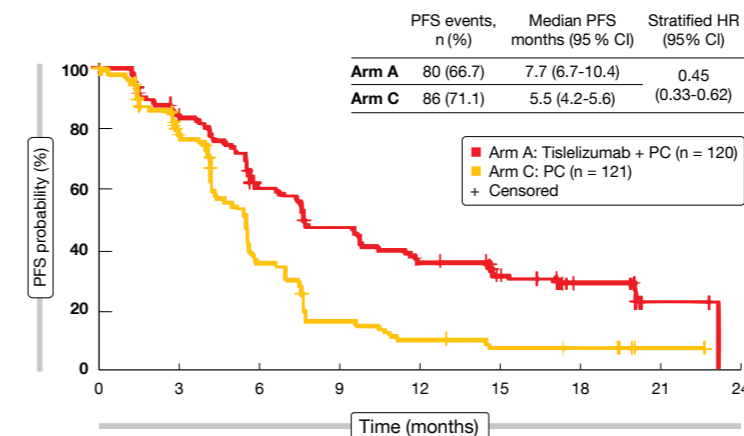 PFS events, Median PFS Stratified HR
n (%) months (95 % CI) (95% CI)
Arm A 80 (66.7) 7.7 (6.7-10.4)
0.45
(0.33-0.62)
Arm C 86 (71.1) 5.5 (4.2-5.6)
Arm A: Tislelizumab + PC (n = 120)
Arm C: PC (n = 121)
+ Censored
PFS probability (%)
100
80
60
40
20
0
0 3 6 9 12 15 18 21 24
Time (months)